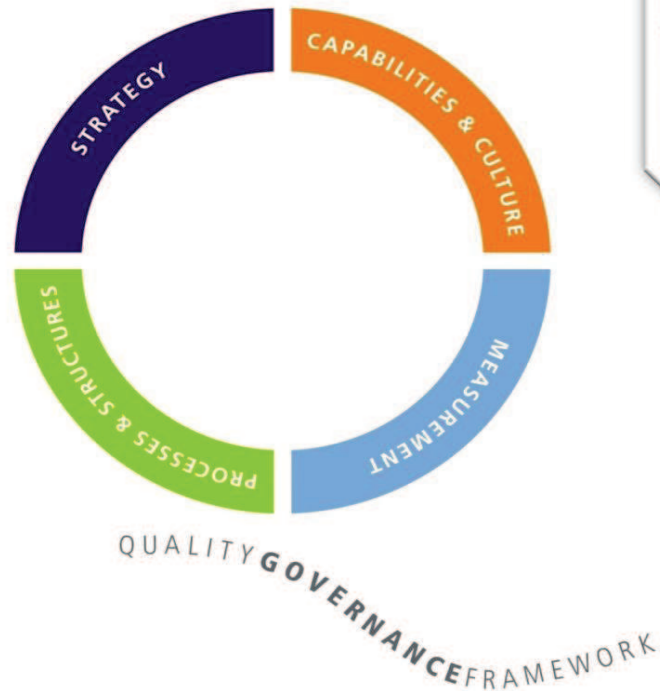 STRATEGY
CAPABILITIES & CULTURE
MEASUREMENT
PROCESSES & STRUCTURES
QUALITYGOVERNANCEFRAMEWORK